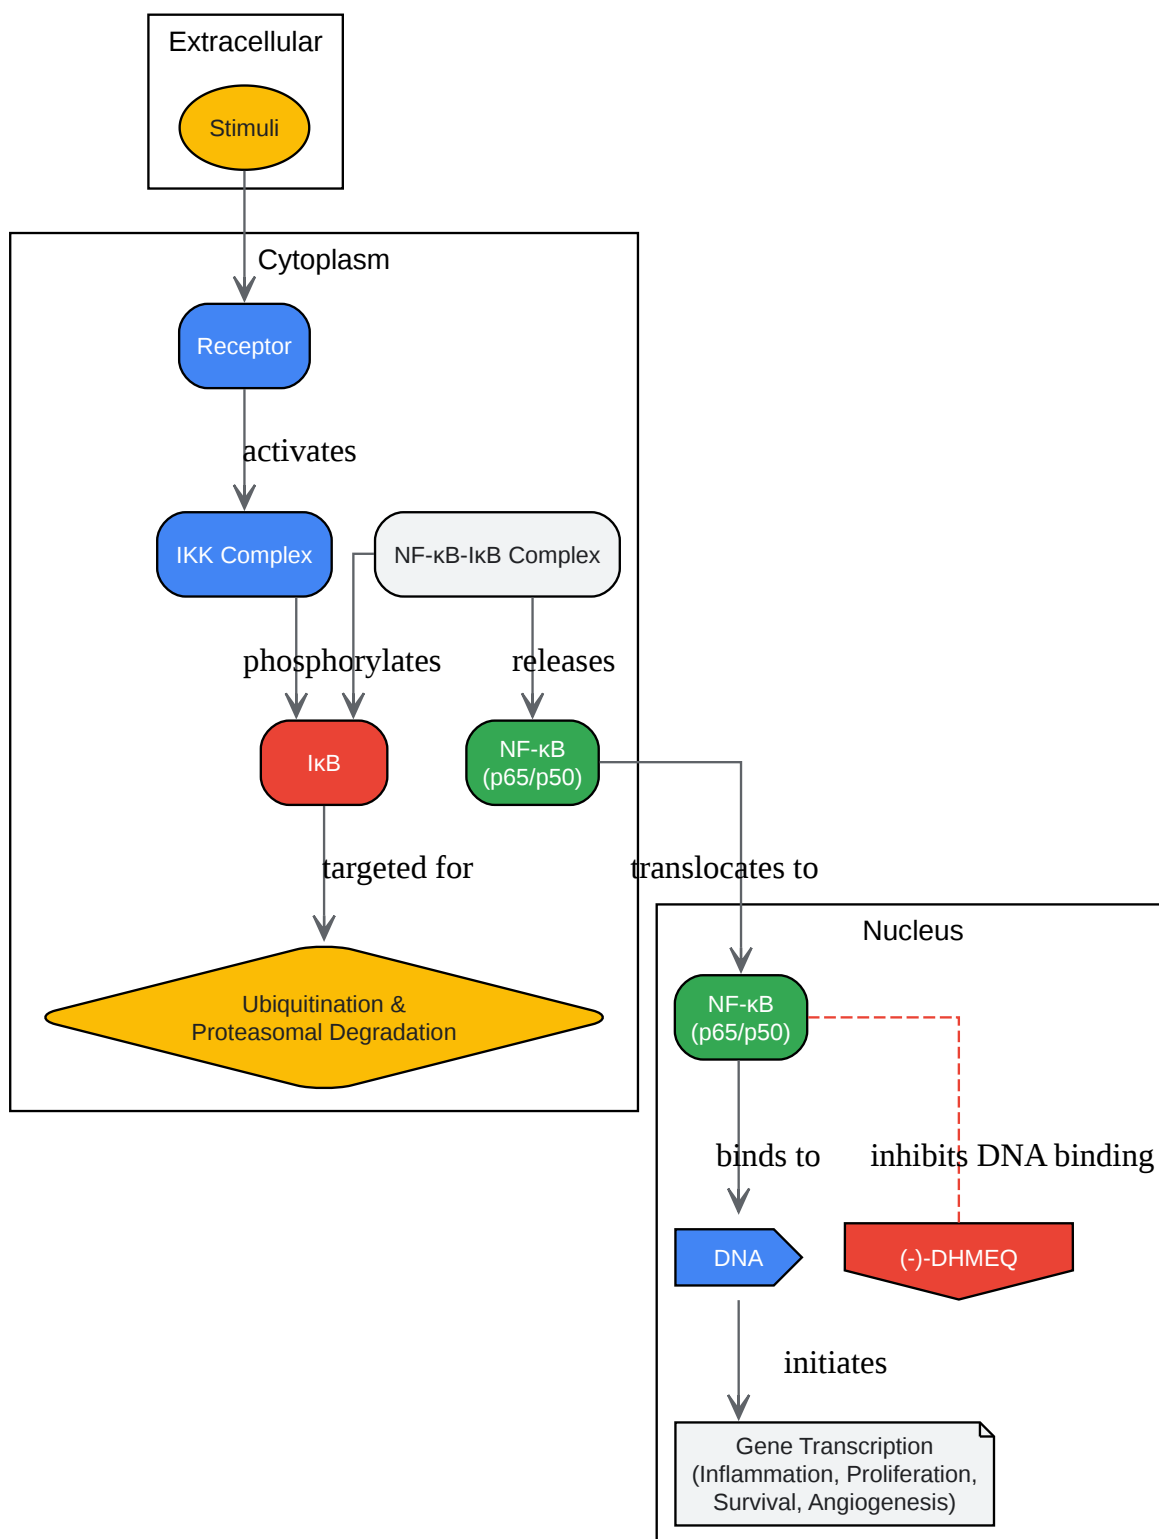 Extracellular
Stimuli
Cytoplasm
Receptor
activates
IKK Complex
NF-κB-IκB Complex
phosphorylates
releases
IκB
NF-κB
(p65/p50)
targeted for
translocates to
Ubiquitination &
Proteasomal Degradation
Nucleus
NF-κB
(p65/p50)
binds to
inhibits DNA binding
DNA
(-)-DHMEQ
initiates
Gene Transcription
(Inflammation, Proliferation,
Survival, Angiogenesis)